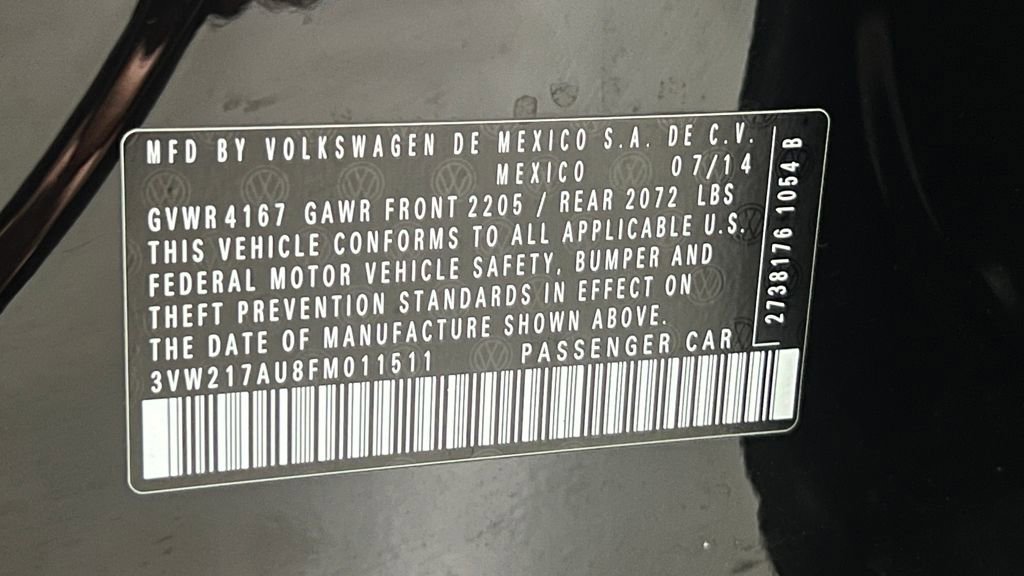 MFD BY VOLKSWAGEN DE MEXICO S.A. DE C.V.
MEXICO 07/14
GVWR 4167 GAWR FRONT 2205 / REAR 2072 LBS
THIS VEHICLE CONFORMS TO ALL APPLICABLE U.S.
FEDERAL MOTOR VEHICLE SAFETY, BUMPER AND
THEFT PREVENTION STANDARDS IN EFFECT ON
THE DATE OF MANUFACTURE SHOWN ABOVE.
3VW217AU8FM011511 PASSENGER CAR
2738176 1054 B